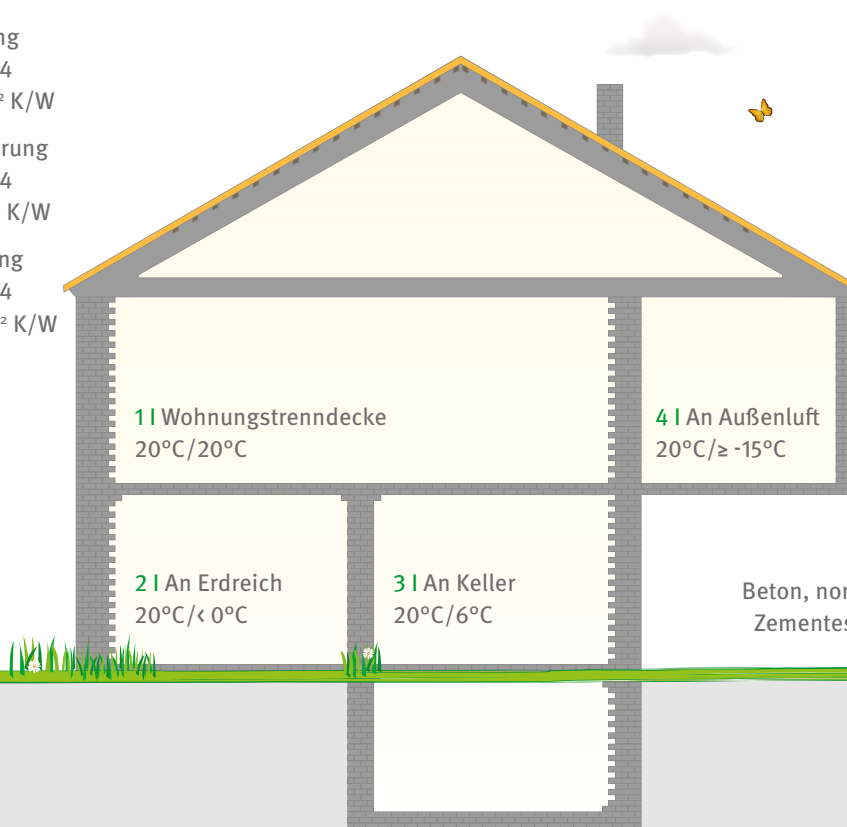 ng
4
² K/W
rung
4
K/W
ng
4
² K/W
1 | Wohnungstrenndecke
20°C/20°C
4 | An Außenluft
20°C/≥ -15°C
2 | An Erdreich
20°C/< 0°C
3 | An Keller
20°C/6°C
Beton, nor
Zementes